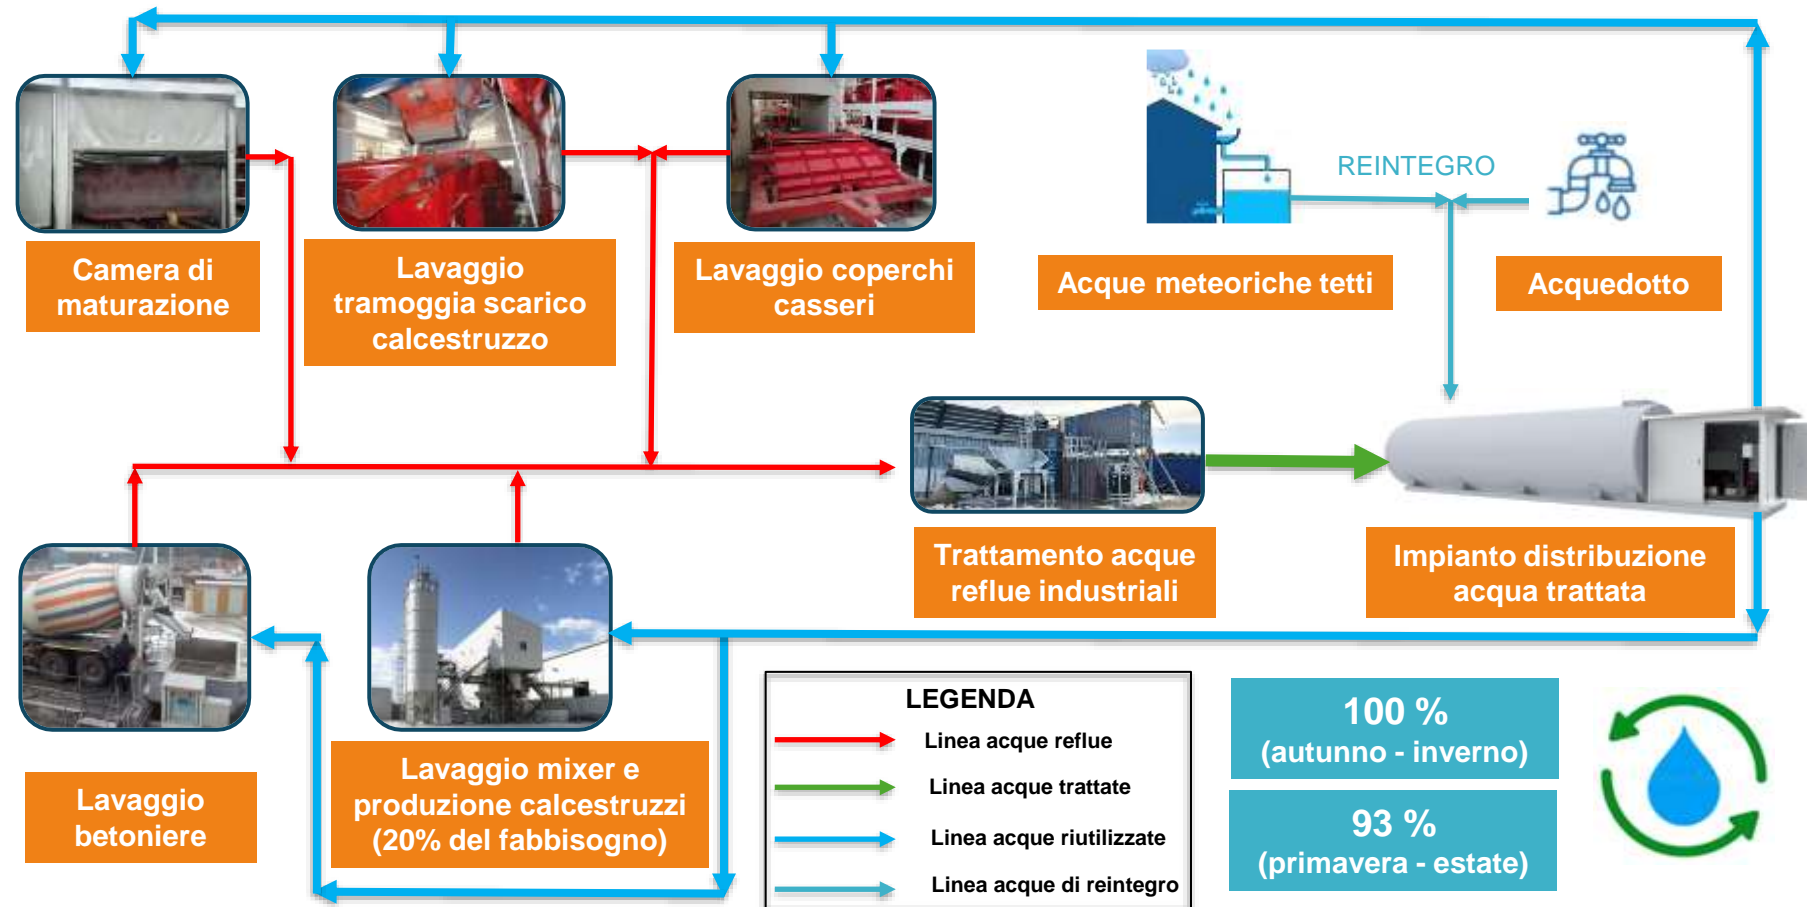 REINTEGRO
Camera di
maturazione
Lavaggio
tramoggia scarico
calcestruzzo
Lavaggio coperchi
casseri
Acque meteoriche tetti
Acquedotto
Trattamento acque
reflue industriali
Impianto distribuzione
acqua trattata
Lavaggio
betoniere
Lavaggio mixer e
produzione calcestruzzi
(20% del fabbisogno)
LEGENDA
Linea acque reflue
Linea acque trattate
Linea acque riutilizzate
Linea acque di reintegro
100 %
(autunno - inverno)
93 %
(primavera - estate)